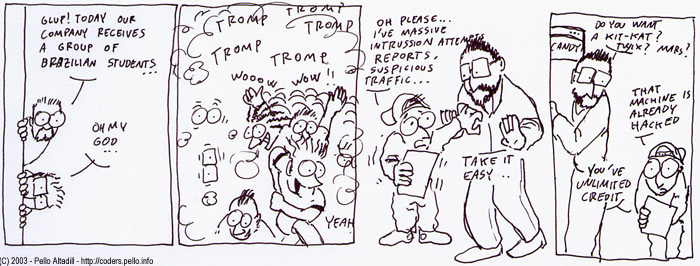 GLUP! TODAY OUR
COMPANY RECEIVES
A GROUP OF
BRAZILIAN STUDENTS
...
OH MY
GOD...
TROMP
TROMP
TROMP
TROMP
TROMP
WOOOW
WOW!!
YEAH
OH PLEASE...
I'VE MASSIVE
INTRUSSION ATTEMPTS
REPORTS,
SUSPICIOUS
TRAFFIC...
TAKE IT
EASY..
CANDY
DO YOU WANT
A KIT-KAT?
TWIX? MARS?
THAT
MACHINE IS
ALREADY
HACKED
YOU'VE
UNLIMITED
CREDIT,
(C) 2003 - Pello Altadill - http://coders.pello.info